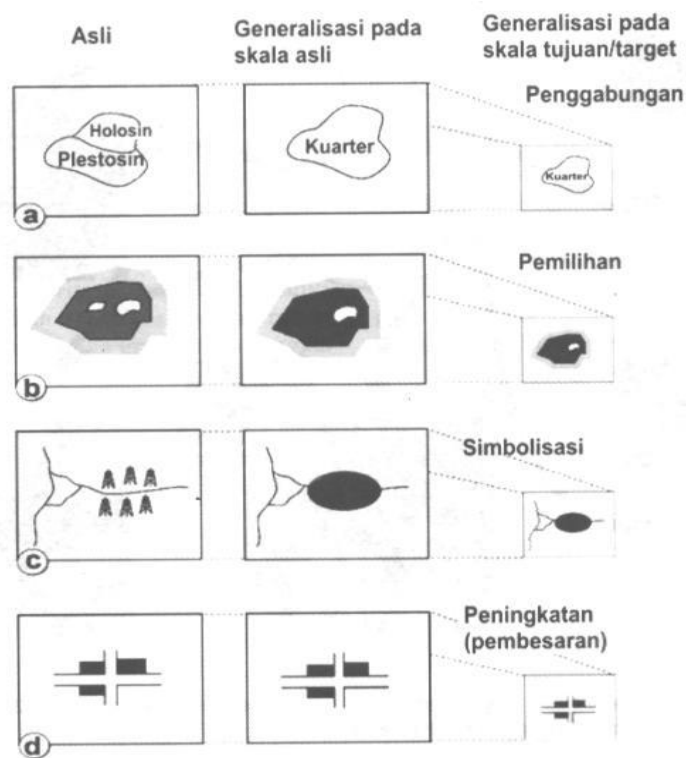 Asli
Generalisasi pada
skala asli
Generalisasi pada
skala tujuan/target
Penggabungan
Holosin
Plestosin
Kuarter
Kuarter
a
Pemilihan
b
Simbolisasi
c
Peningkatan
(pembesaran)
d